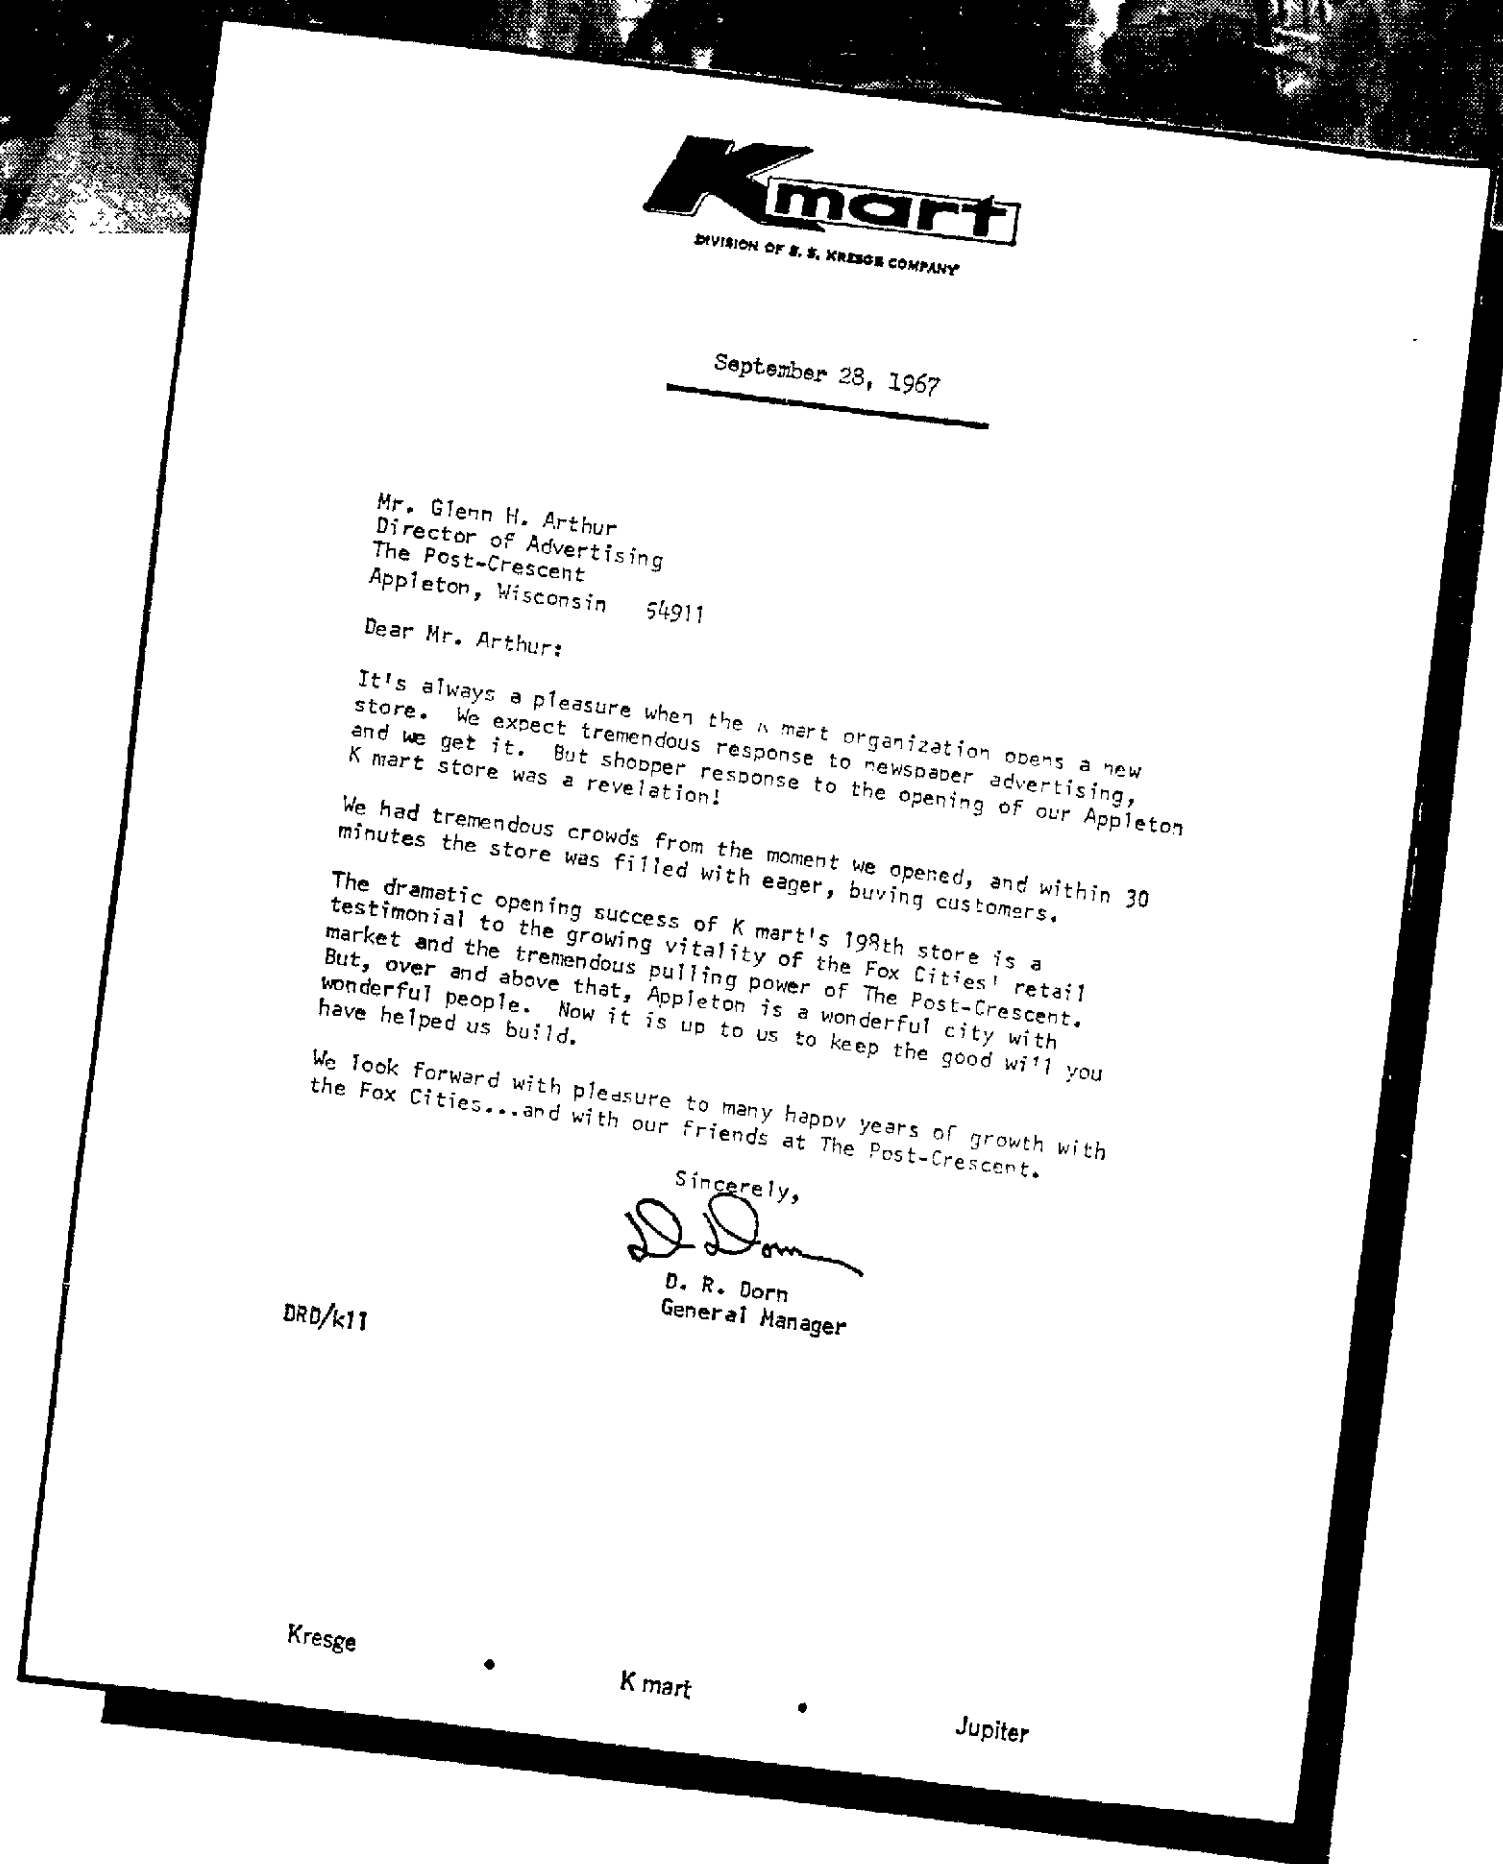 Kmart
DIVISION OF S. S. KRESGE COMPANY
September 28, 1967
Mr. Glenn H. Arthur
Director of Advertising
The Post-Crescent
Appleton, Wisconsin 54911
Dear Mr. Arthur:
It's always a pleasure when the K mart organization opens a new
store. We expect tremendous response to newspaper advertising,
and we get it. But shopper response to the opening of our Appleton
K mart store was a revelation!
We had tremendous crowds from the moment we opened, and within 30
minutes the store was filled with eager, buying customers.
The dramatic opening success of K mart's 198th store is a
testimonial to the growing vitality of the Fox Cities' retail
market and the tremendous pulling power of The Post-Crescent.
But, over and above that, Appleton is a wonderful city with
wonderful people. Now it is up to us to keep the good will you
have helped us build.
We look forward with pleasure to many happy years of growth with
the Fox Cities...and with our friends at The Post-Crescent.
Sincerely,
D Dorn
D. R. Dorn
General Manager
DRD/kll
Kresge • K mart • Jupiter